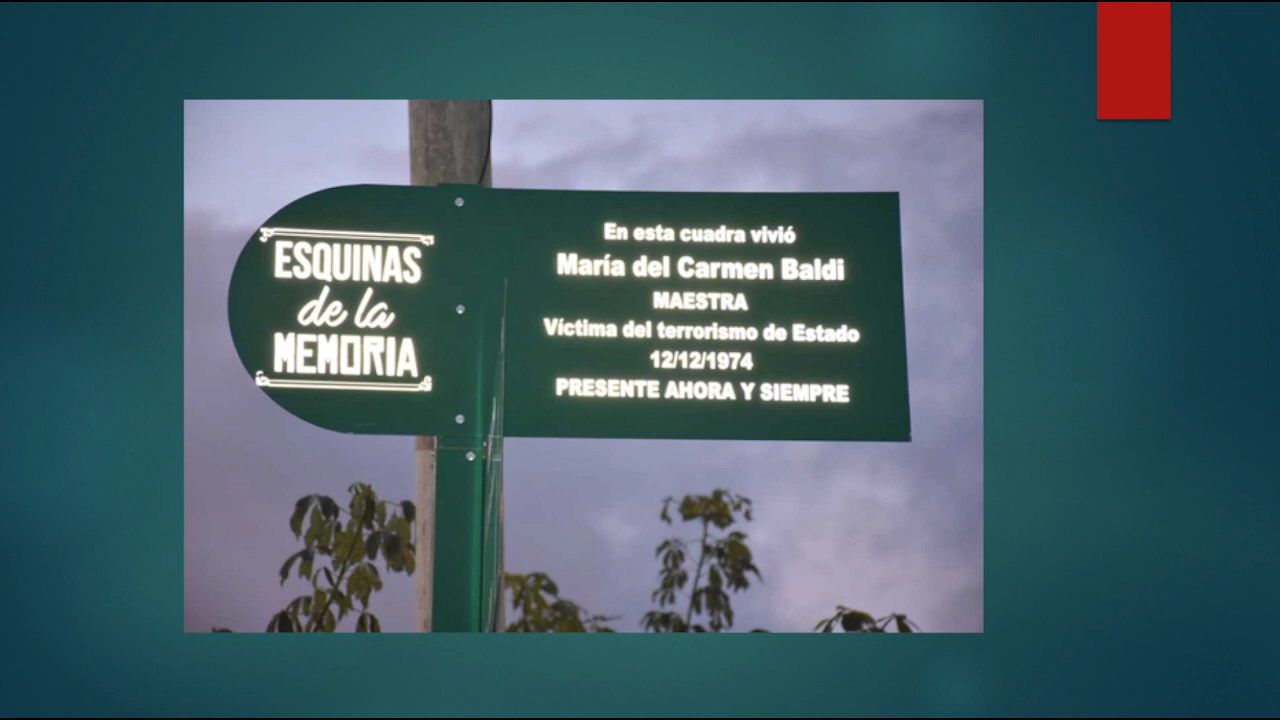 ESQUINAS
de la
MEMORIA
En esta cuadra vivió
María del Carmen Baldi
MAESTRA
Víctima del terrorismo de Estado
12/12/1974
PRESENTE AHORA Y SIEMPRE